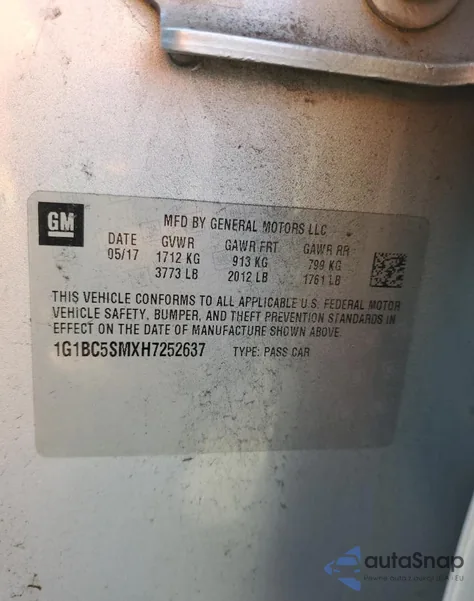 GM
MFD BY GENERAL MOTORS LLC
DATE GVWR GAWR FRT GAWR RR
05/17 1712 KG 913 KG 799 KG
3773 LB 2012 LB 1761 LB
THIS VEHICLE CONFORMS TO ALL APPLICABLE U.S. FEDERAL MOTOR
VEHICLE SAFETY, BUMPER, AND THEFT PREVENTION STANDARDS IN
EFFECT ON THE DATE OF MANUFACTURE SHOWN ABOVE.
1G1BC5SMXH7252637 TYPE: PASS CAR
autoSnap